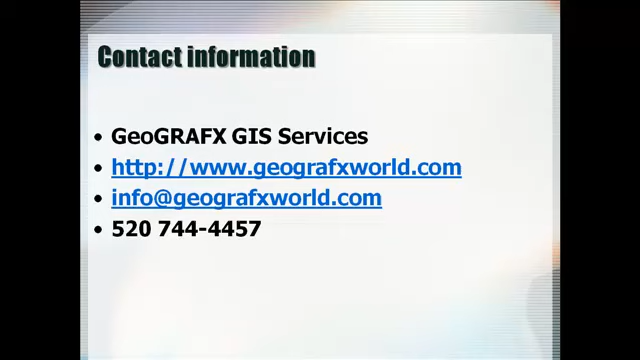 Contact information
• GeoGRAFX GIS Services
• http://www.geografxworld.com
• info@geografxworld.com
• 520 744-4457